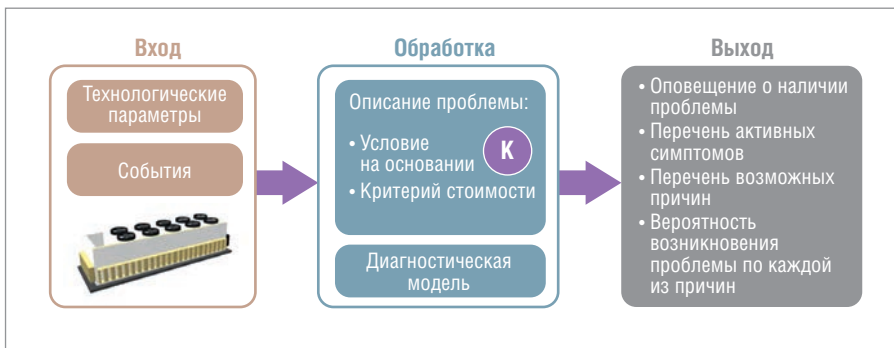 Вход
Технологические
параметры
События
Обработка
Описание проблемы:
• Условие
на основании
К
• Критерий стоимости
Диагностическая
модель
Выход
• Оповещение о наличии
проблемы
• Перечень активных
симптомов
• Перечень возможных
причин
• Вероятность
возникновения
проблемы по каждой
из причин